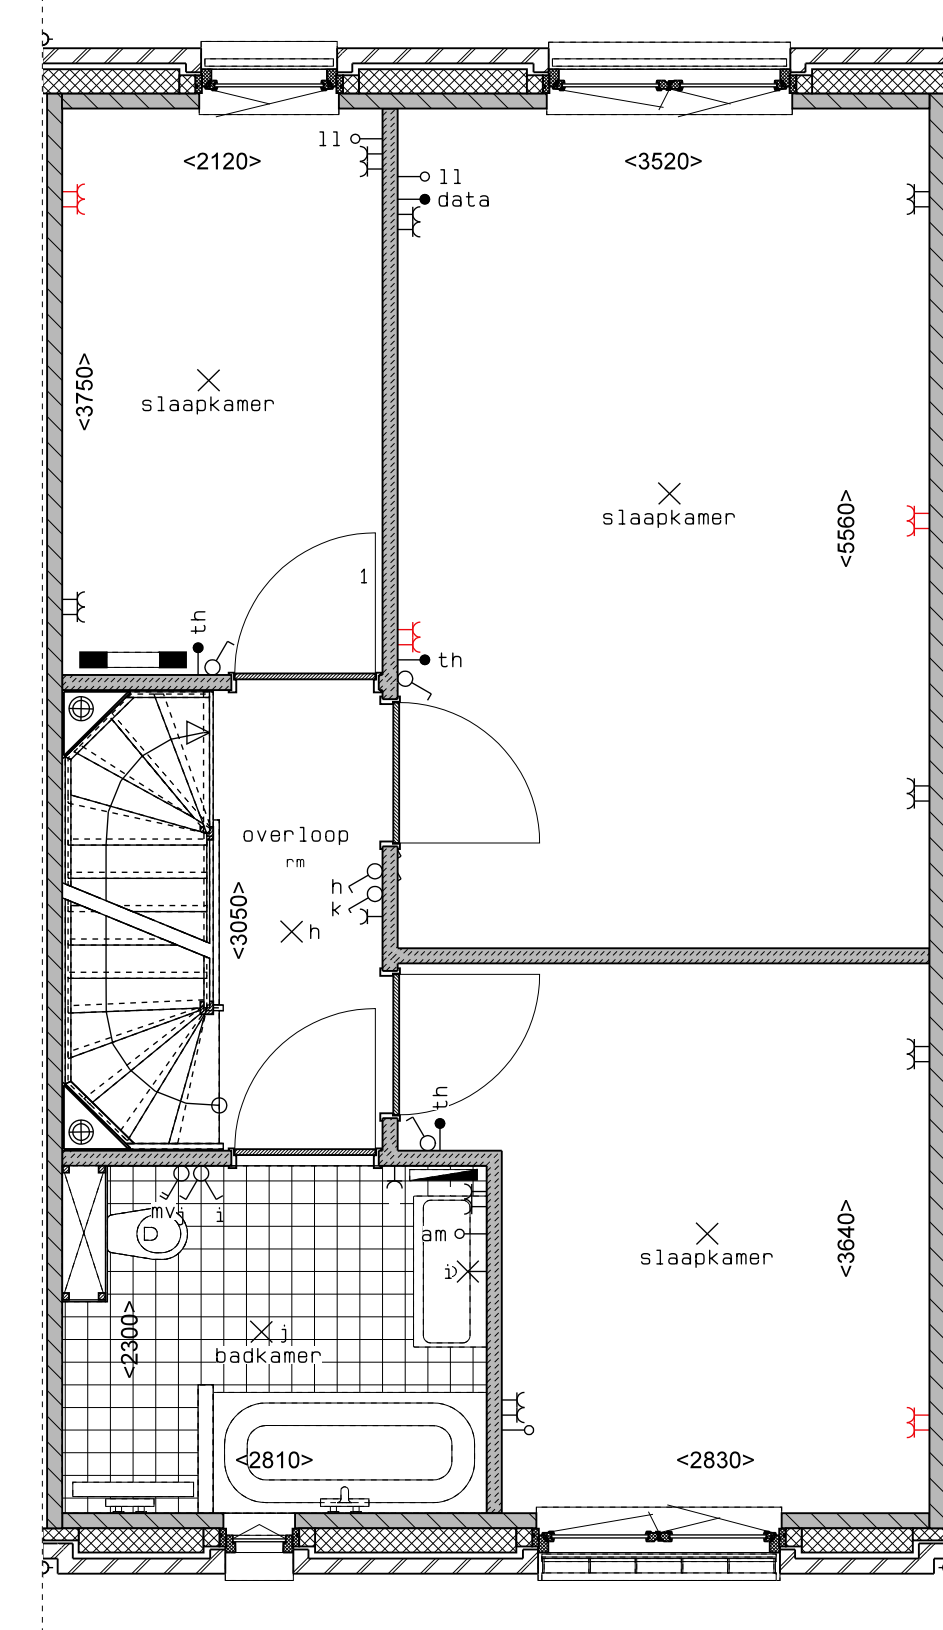 ll
<2120>
<3520>
ll
data
<3750>
slaapkamer
slaapkamer
<5560>
1
th
th
overloop
rm
h
k
<3050>
h
th
mv
j
i
am
slaapkamer
<3640>
i
j
badkamer
<2300>
<2810>
<2830>